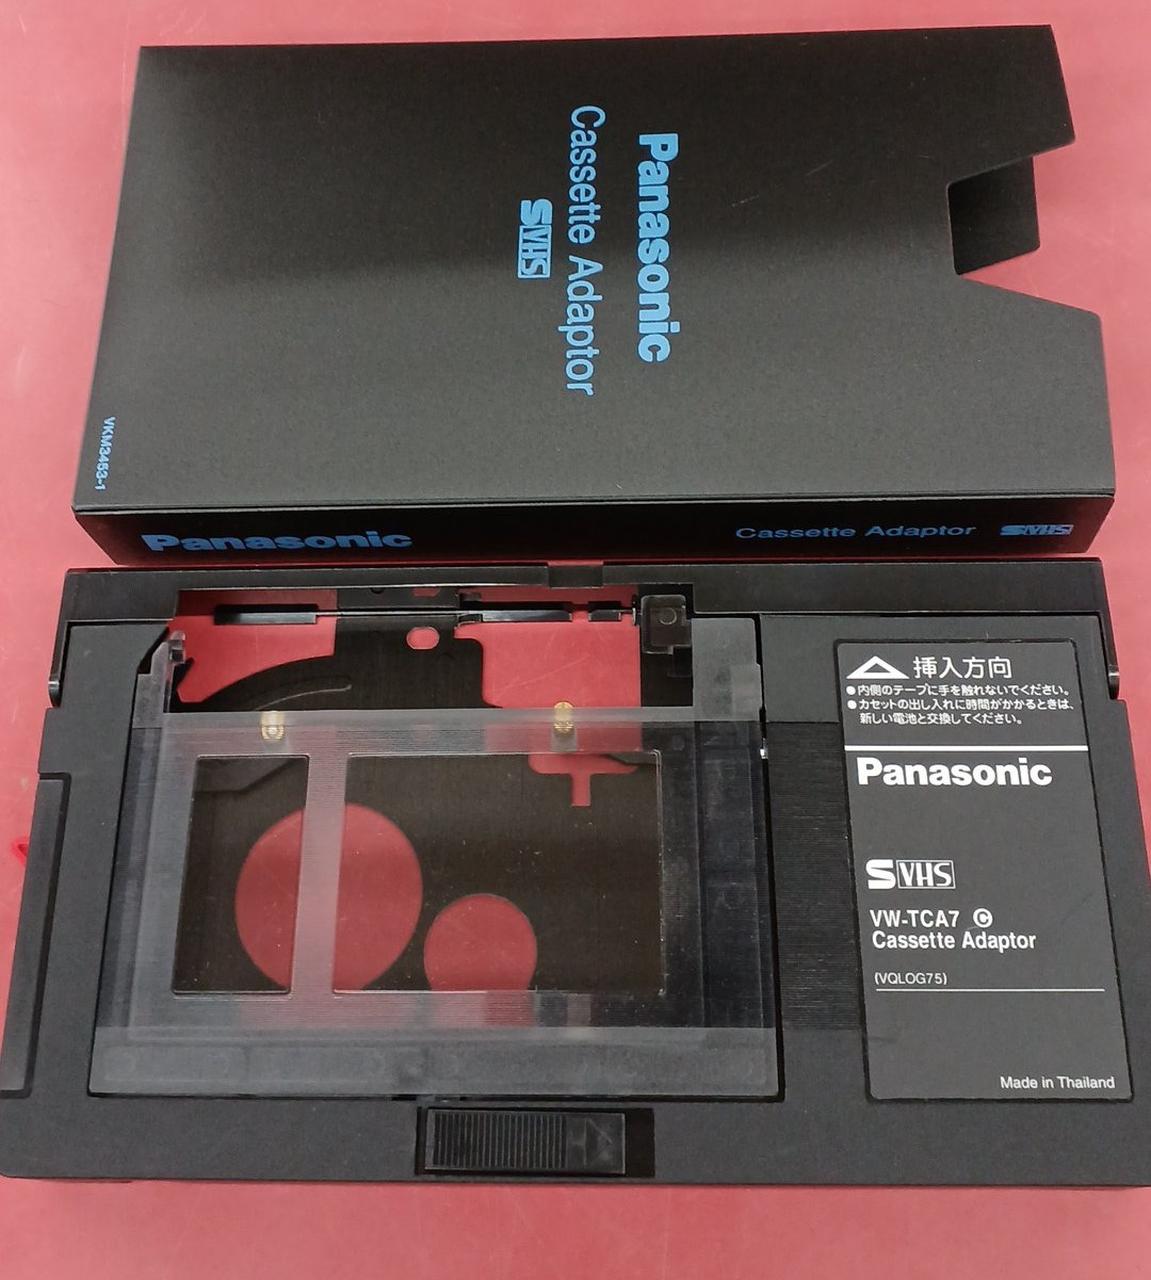 Panasonic
Cassette Adaptor
SVHS
VKM3453-1
Panasonic
Cassette Adaptor SVHS
挿入方向
●内側のテープに手を触れないでください。
●カセットの出し入れに時間がかかるときは、
新しい電池と交換してください。
Panasonic
SVHS
VW-TCA7 Ⓒ
Cassette Adaptor
(VQLOG75)
Made in Thailand